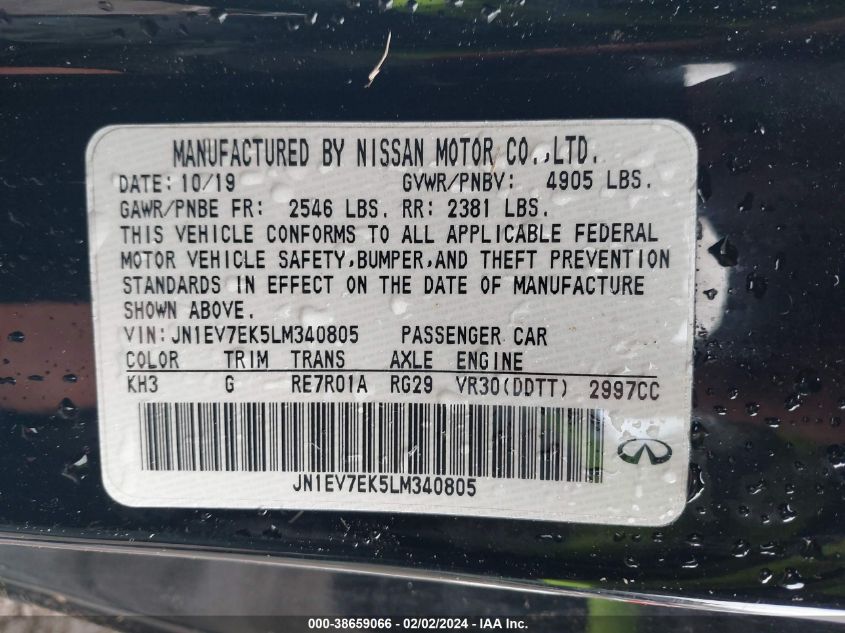 MANUFACTURED BY NISSAN MOTOR CO.,LTD.
DATE: 10/19 GVWR/PNBV: 4905 LBS.
GAWR/PNBE FR: 2546 LBS. RR: 2381 LBS.
THIS VEHICLE CONFORMS TO ALL APPLICABLE FEDERAL
MOTOR VEHICLE SAFETY,BUMPER,AND THEFT PREVENTION
STANDARDS IN EFFECT ON THE DATE OF MANUFACTURE
SHOWN ABOVE.
VIN:JN1EV7EK5LM340805 PASSENGER CAR
COLOR TRIM TRANS AXLE ENGINE
KH3 G RE7R01A RG29 VR30(DDTT) 2997CC
JN1EV7EK5LM340805
000-38659066 - 02/02/2024 - IAA Inc.